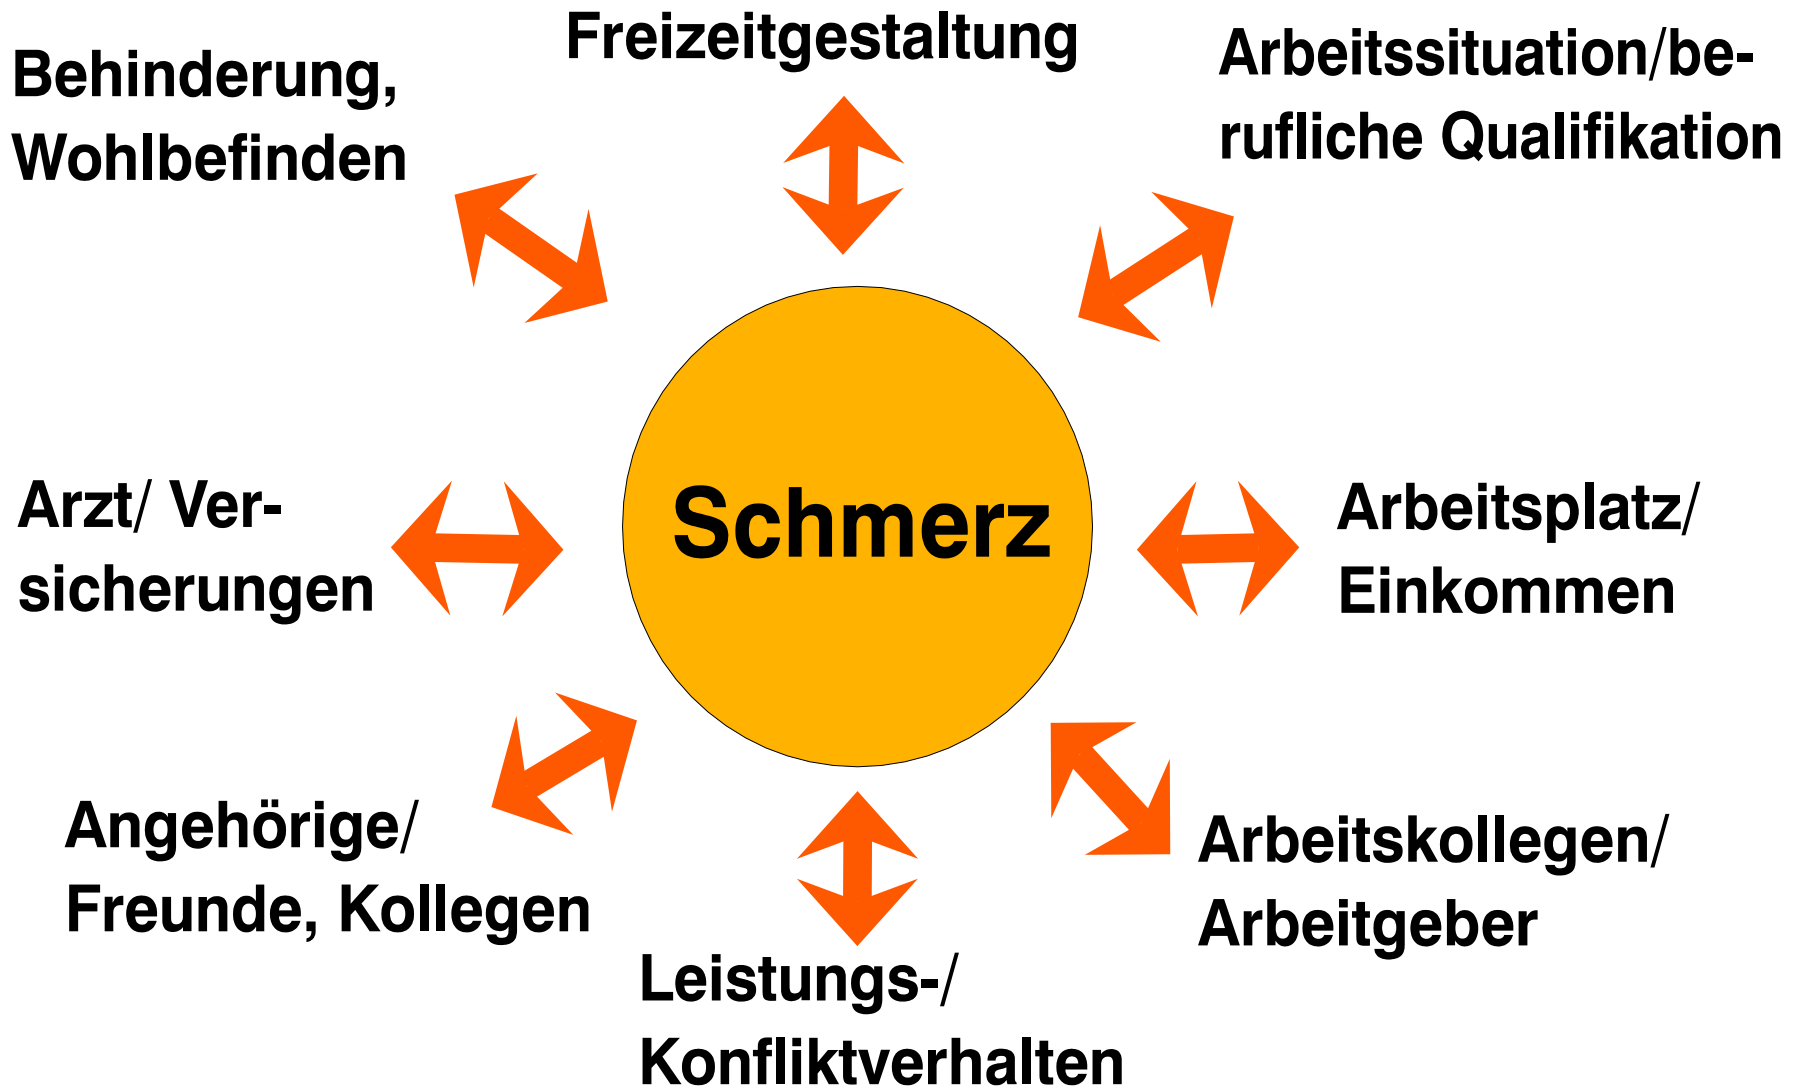 Freizeitgestaltung
Behinderung,
Wohlbefinden
Arbeitssituation/be-
rufliche Qualifikation
Arzt/ Ver-
sicherungen
Schmerz
Arbeitsplatz/
Einkommen
Angehörige/
Freunde, Kollegen
Arbeitskollegen/
Arbeitgeber
Leistungs-/
Konfliktverhalten